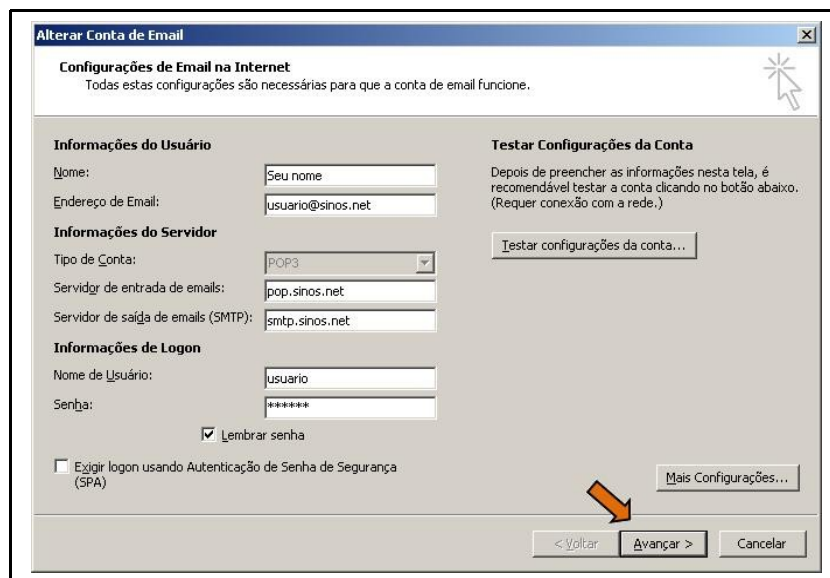 Alterar Conta de Email
Configurações de Email na Internet
Todas estas configurações são necessárias para que a conta de email funcione.
Informações do Usuário
Nome: Seu nome
Endereço de Email: usuario@sinos.net
Informações do Servidor
Tipo de Conta: POP3
Servidor de entrada de emails: pop.sinos.net
Servidor de saída de emails (SMTP): smtp.sinos.net
Informações de Logon
Nome de Usuário: usuario
Senha: ******
Lembrar senha
Exigir logon usando Autenticação de Senha de Segurança
(SPA)
Testar Configurações da Conta
Depois de preencher as informações nesta tela, é
recomendável testar a conta clicando no botão abaixo.
(Requer conexão com a rede.)
Testar configurações da conta...
Mais Configurações...
< Voltar Avançar > Cancelar